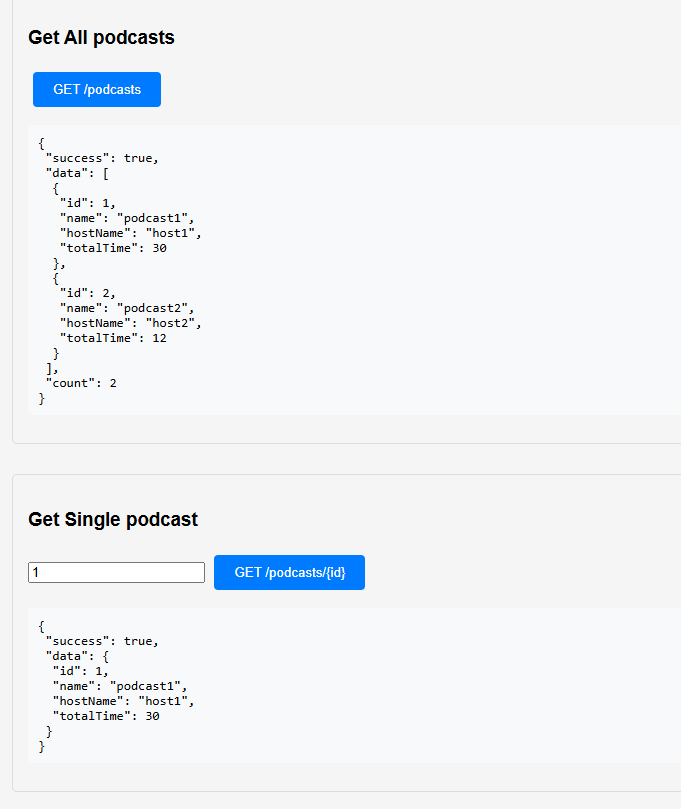 Get All podcasts
GET /podcasts
{
 "success": true,
 "data": [
  {
   "id": 1,
   "name": "podcast1",
   "hostName": "host1",
   "totalTime": 30
  },
  {
   "id": 2,
   "name": "podcast2",
   "hostName": "host2",
   "totalTime": 12
  }
 ],
 "count": 2
}
Get Single podcast
1 GET /podcasts/{id}
{
 "success": true,
 "data": {
  "id": 1,
  "name": "podcast1",
  "hostName": "host1",
  "totalTime": 30
 }
}